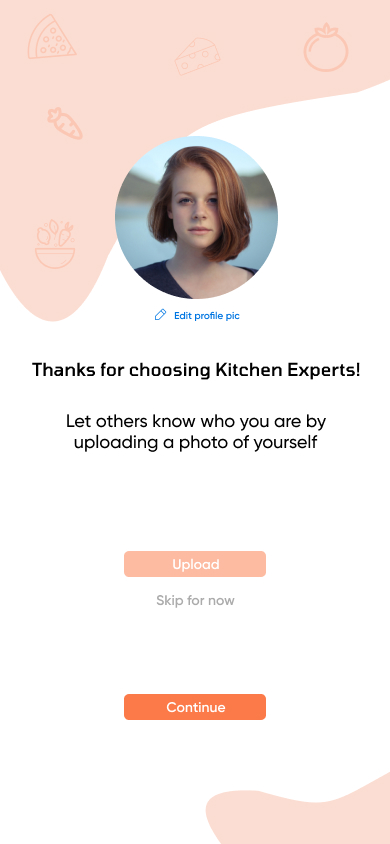 Edit profile pic
Thanks for choosing Kitchen Experts!
Let others know who you are by
uploading a photo of yourself
Upload
Skip for now
Continue